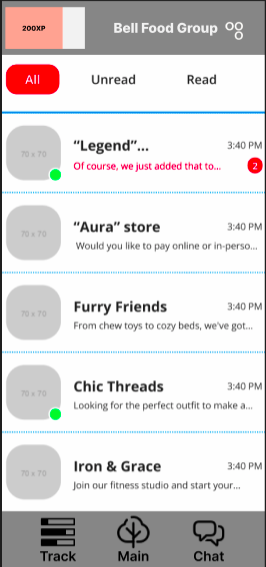 200XP
Bell Food Group
All Unread Read
70 x 70
“Legend”... 3:40 PM
Of course, we just added that to... 2
70 x 70
“Aura” store 3:40 PM
Would you like to pay online or in-perso...
70 x 70
Furry Friends 3:40 PM
From chew toys to cozy beds, we've got...
70 x 70
Chic Threads 3:40 PM
Looking for the perfect outfit to make a...
70 x 70
Iron & Grace 3:40 PM
Join our fitness studio and start your...
Track Main Chat